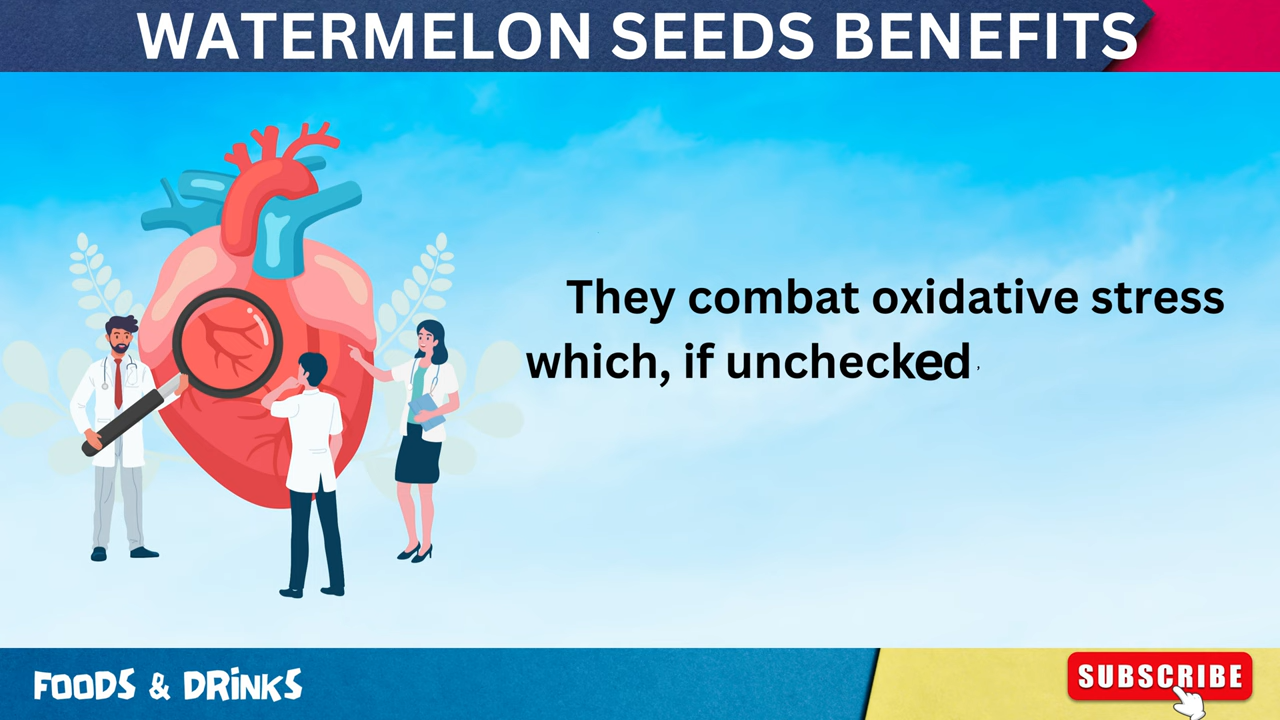 WATERMELON SEEDS BENEFITS
They combat oxidative stress
which, if unchecked,
FOODS & DRINKS
SUBSCRIBE